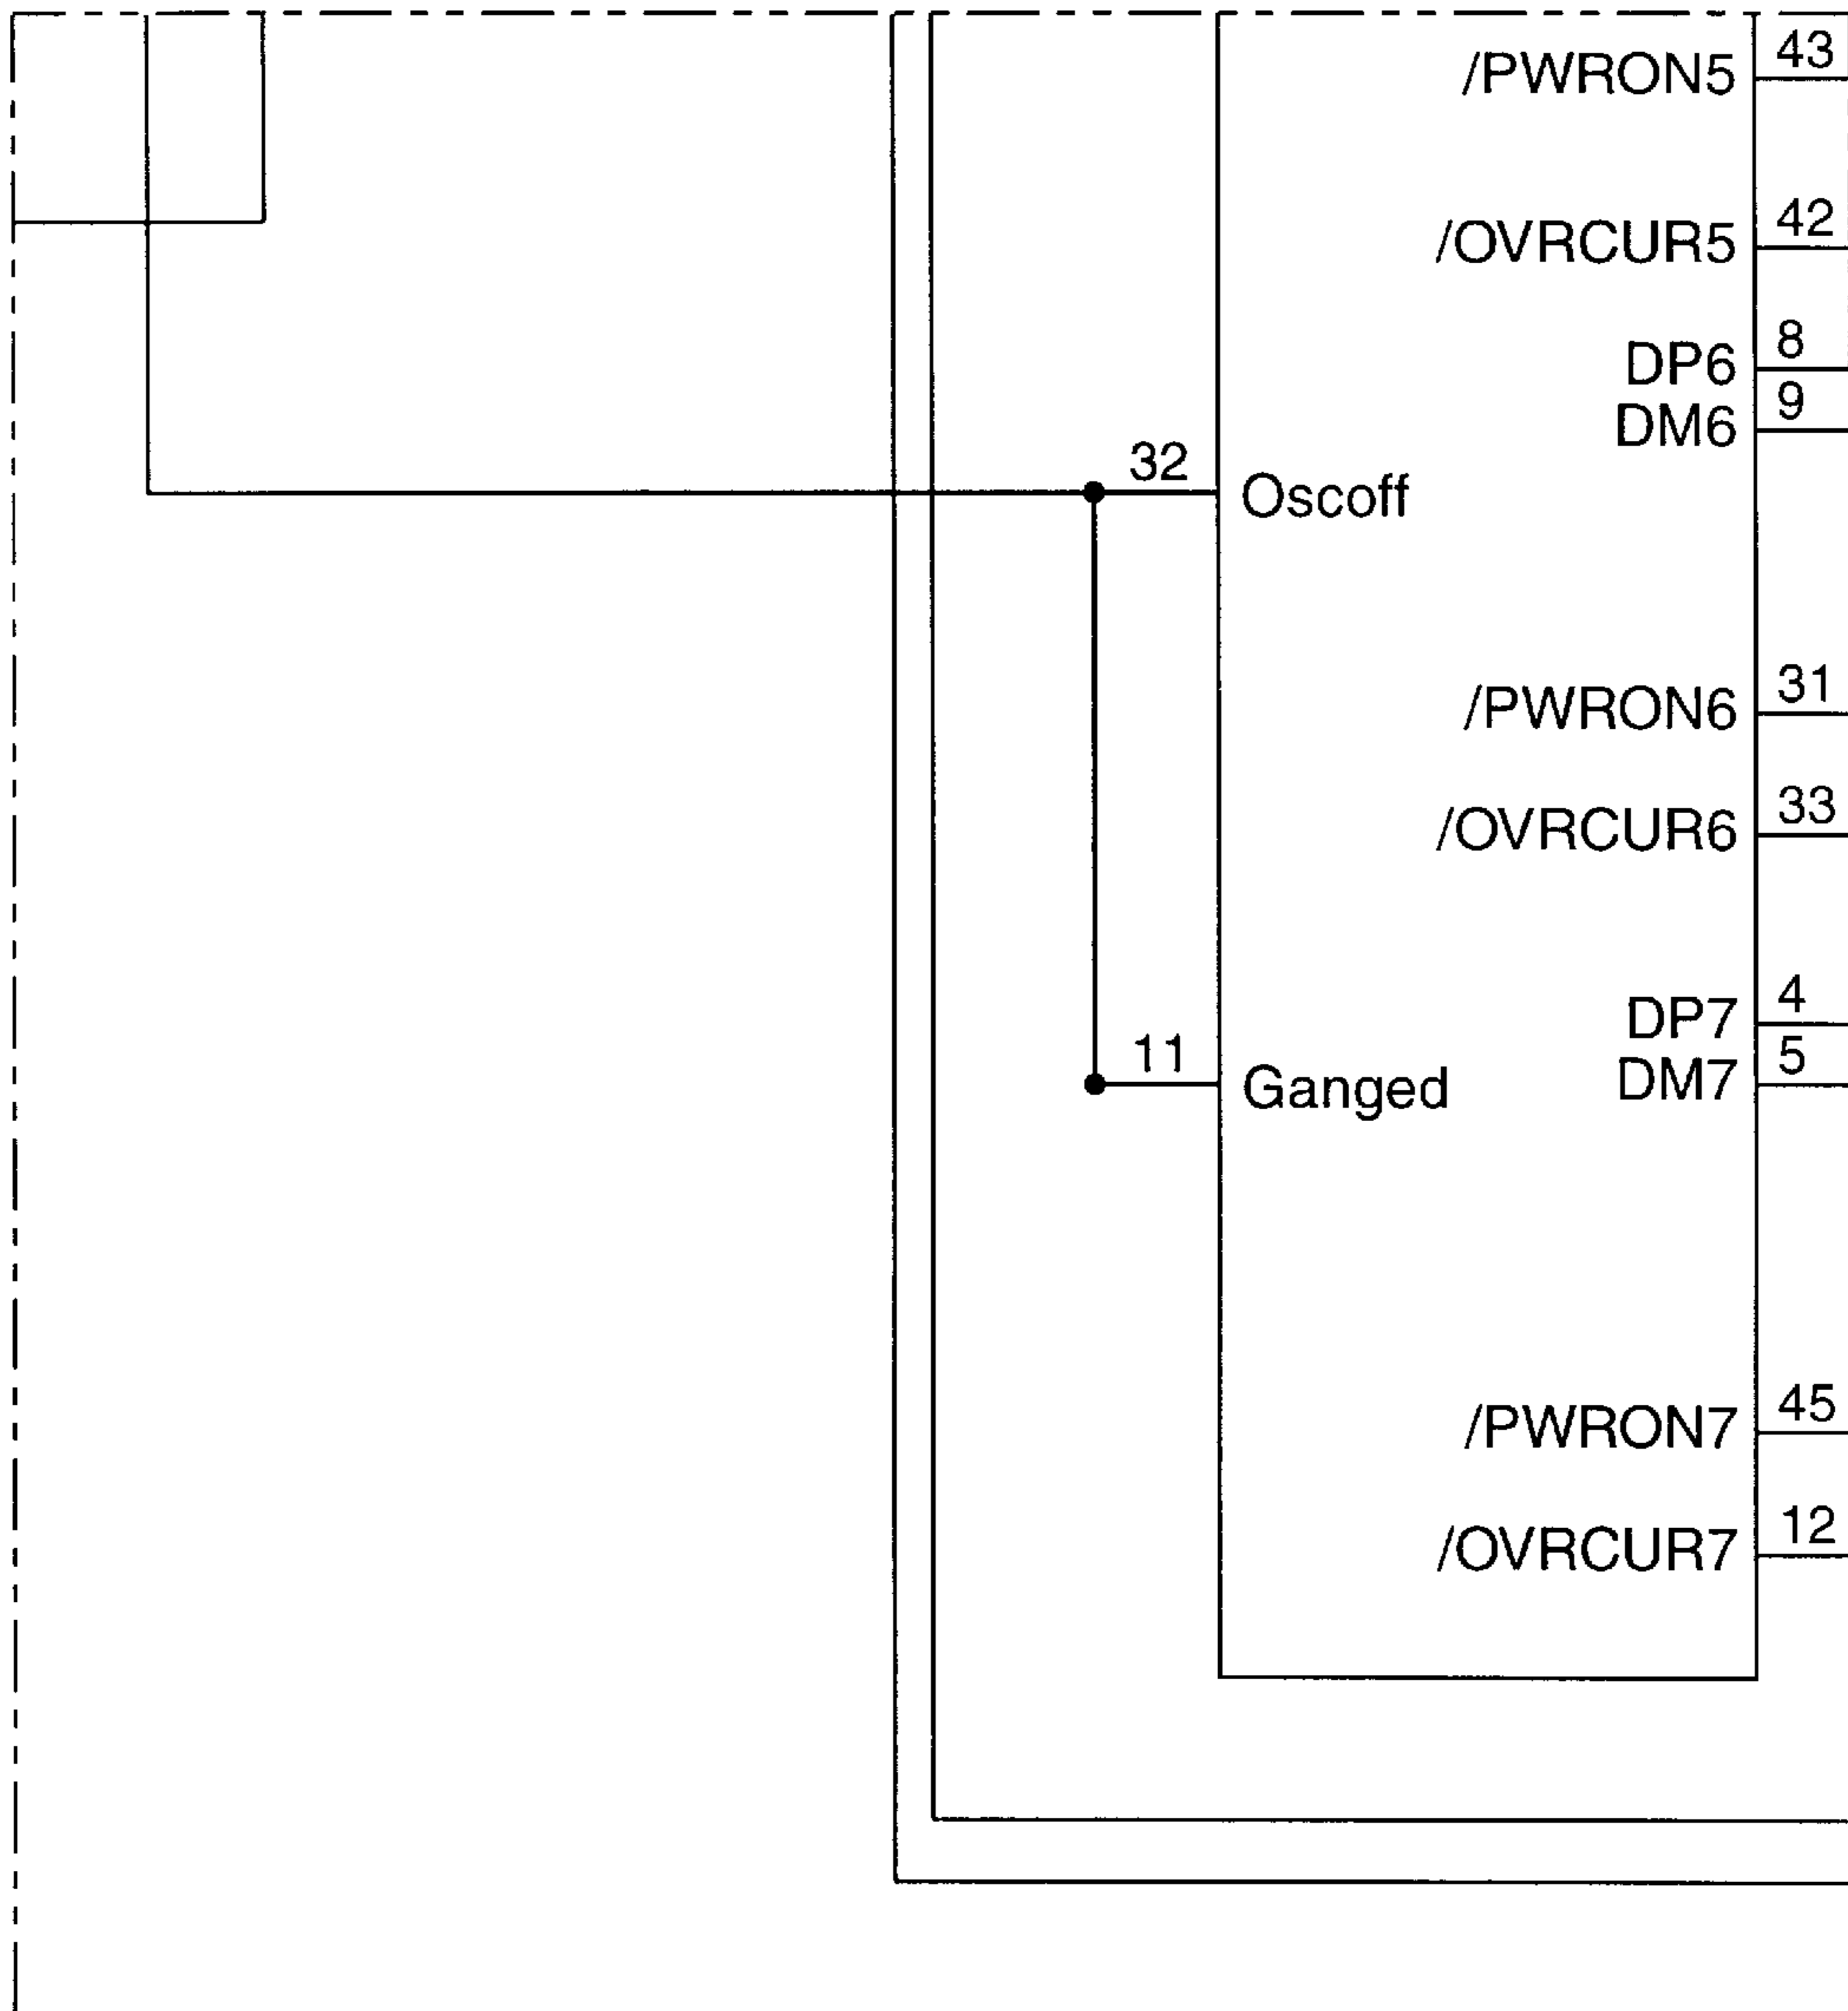 43
/PWRON5
42
/OVRCUR5
8
DP6
9
DM6
32
Oscoff
31
/PWRON6
33
/OVRCUR6
4
DP7
11
5
Ganged
DM7
45
/PWRON7
12
/OVRCUR7